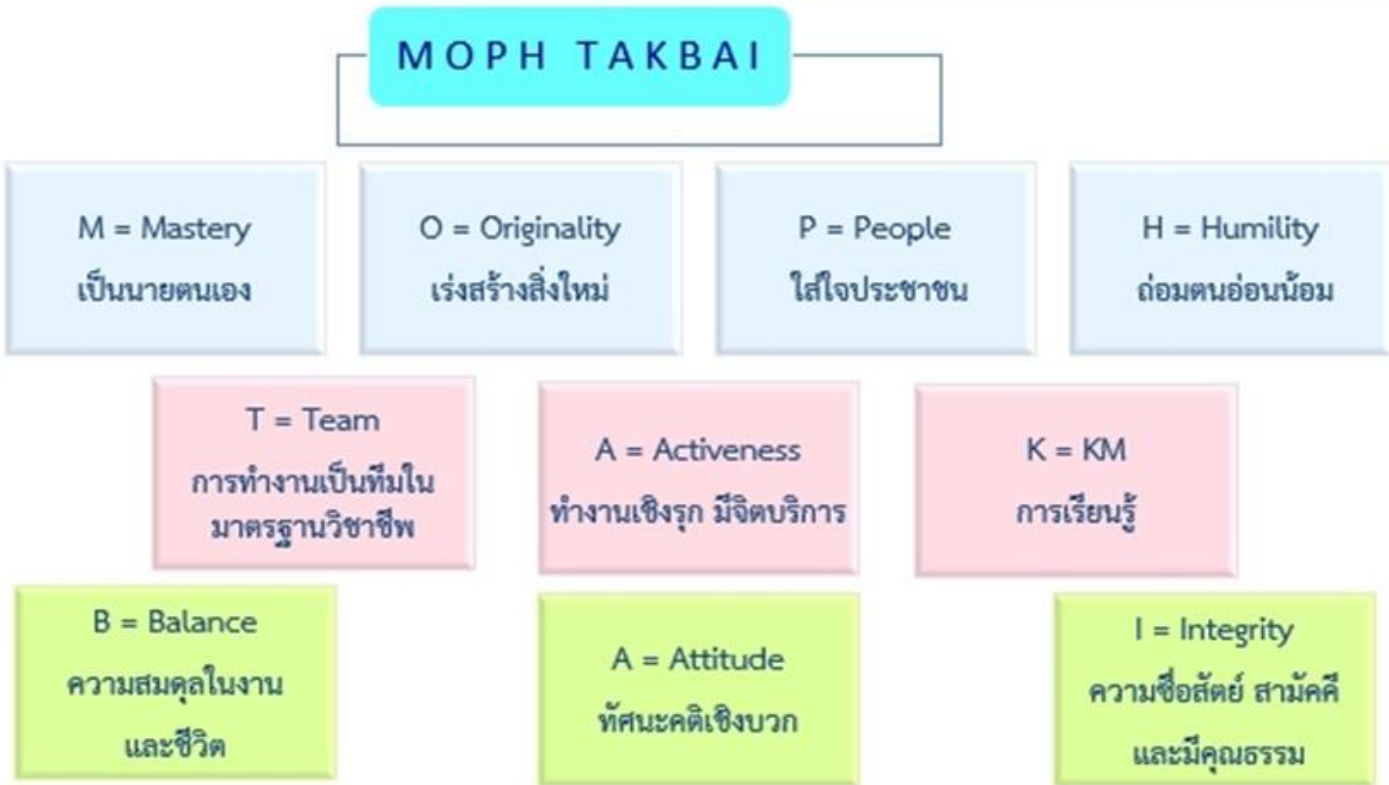 MOPH TAKBAI
M = Mastery
เป็นนายตนเอง
O = Originality
เร่งสร้างสิ่งใหม่
P = People
ใส่ใจประชาชน
H = Humility
ถ่อมตนอ่อนน้อม
T = Team
การทำงานเป็นทีมใน
มาตรฐานวิชาชีพ
A = Activeness
ทำงานเชิงรุก มีจิตบริการ
K = KM
การเรียนรู้
B = Balance
ความสมดุลในงาน
และชีวิต
A = Attitude
ทัศนะคติเชิงบวก
I = Integrity
ความซื่อสัตย์ สามัคคี
และมีคุณธรรม